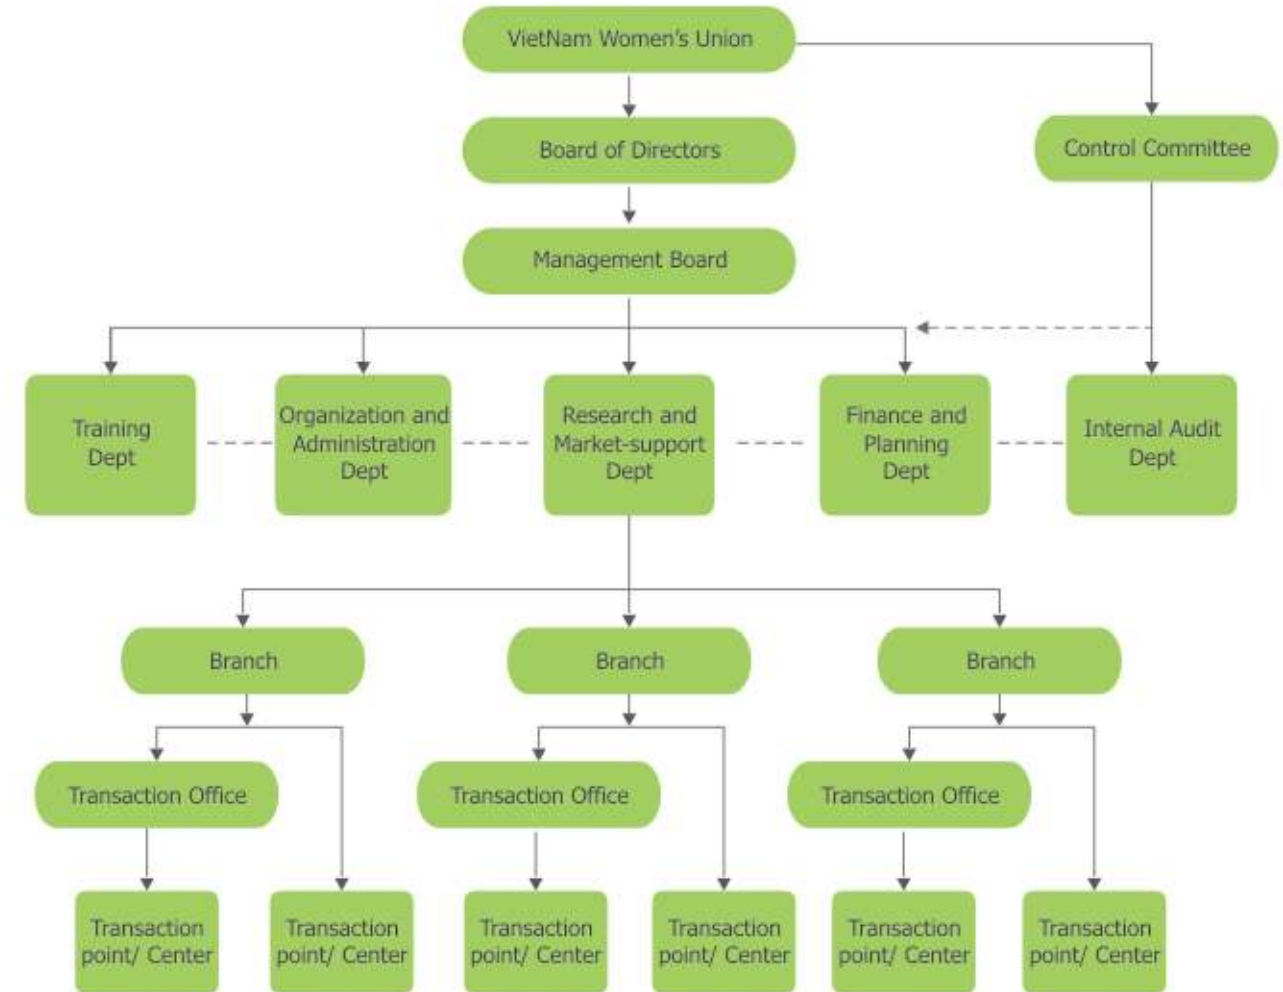 VietNam Women's Union
Board of Directors
Control Committee
Management Board
Training
Dept
Organization and
Administration
Dept
Research and
Market-support
Dept
Finance and
Planning
Dept
Internal Audit
Dept
Branch
Branch
Branch
Transaction Office
Transaction Office
Transaction Office
Transaction
point/ Center
Transaction
point/ Center
Transaction
point/ Center
Transaction
point/ Center
Transaction
point/ Center
Transaction
point/ Center